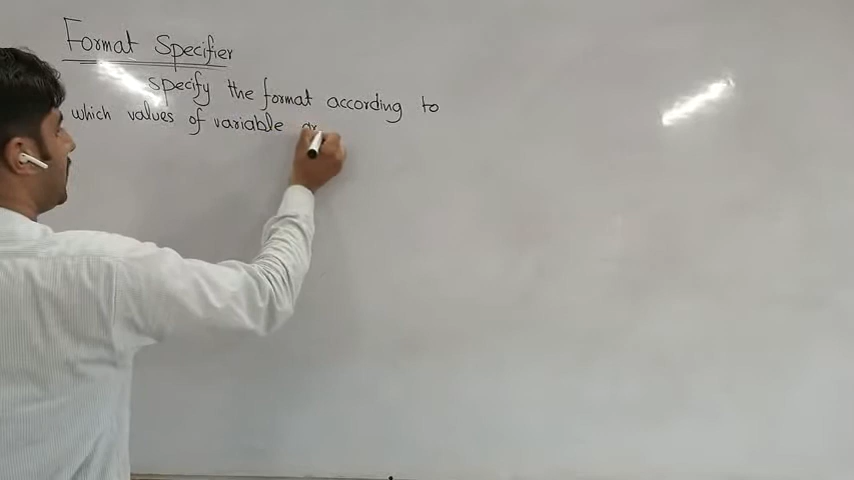 Format Specifier
specify the format according to
which values of variable